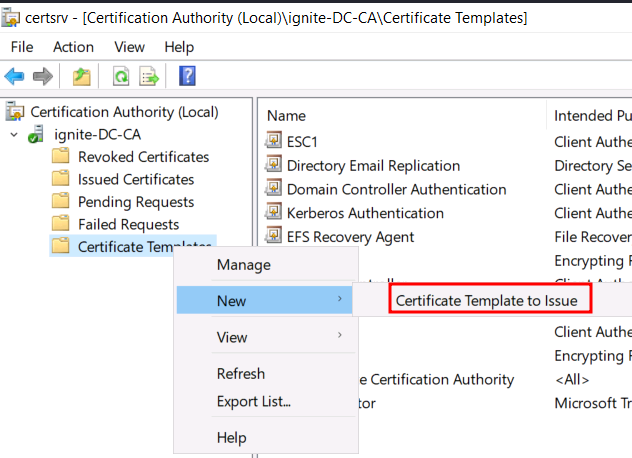 certsrv - [Certification Authority (Local)\ignite-DC-CA\Certificate Templates]
File Action View Help
Certification Authority (Local)
ignite-DC-CA
Revoked Certificates
Issued Certificates
Pending Requests
Failed Requests
Certificate Templates
Name Intended Pu
ESC1 Client Authe
Directory Email Replication Directory Se
Domain Controller Authentication Client Authe
Kerberos Authentication Client Authe
EFS Recovery Agent File Recover
Encrypting F
Client Authe
Client Authe
Encrypting F
e Certification Authority <All>
tor Microsoft Tr
Manage
New
View
Refresh
Export List...
Help
Certificate Template to Issue